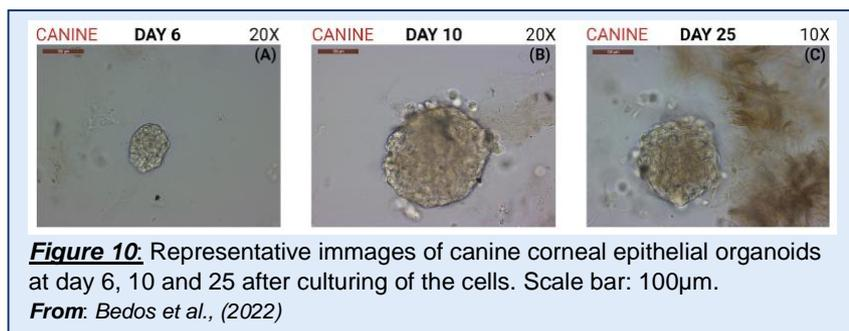 CANINE DAY 6 20X CANINE DAY 10 20X CANINE DAY 25 10X
(A) (B) (C)
Figure 10: Representative immages of canine corneal epithelial organoids
at day 6, 10 and 25 after culturing of the cells. Scale bar: 100µm.
From: Bedos et al., (2022)